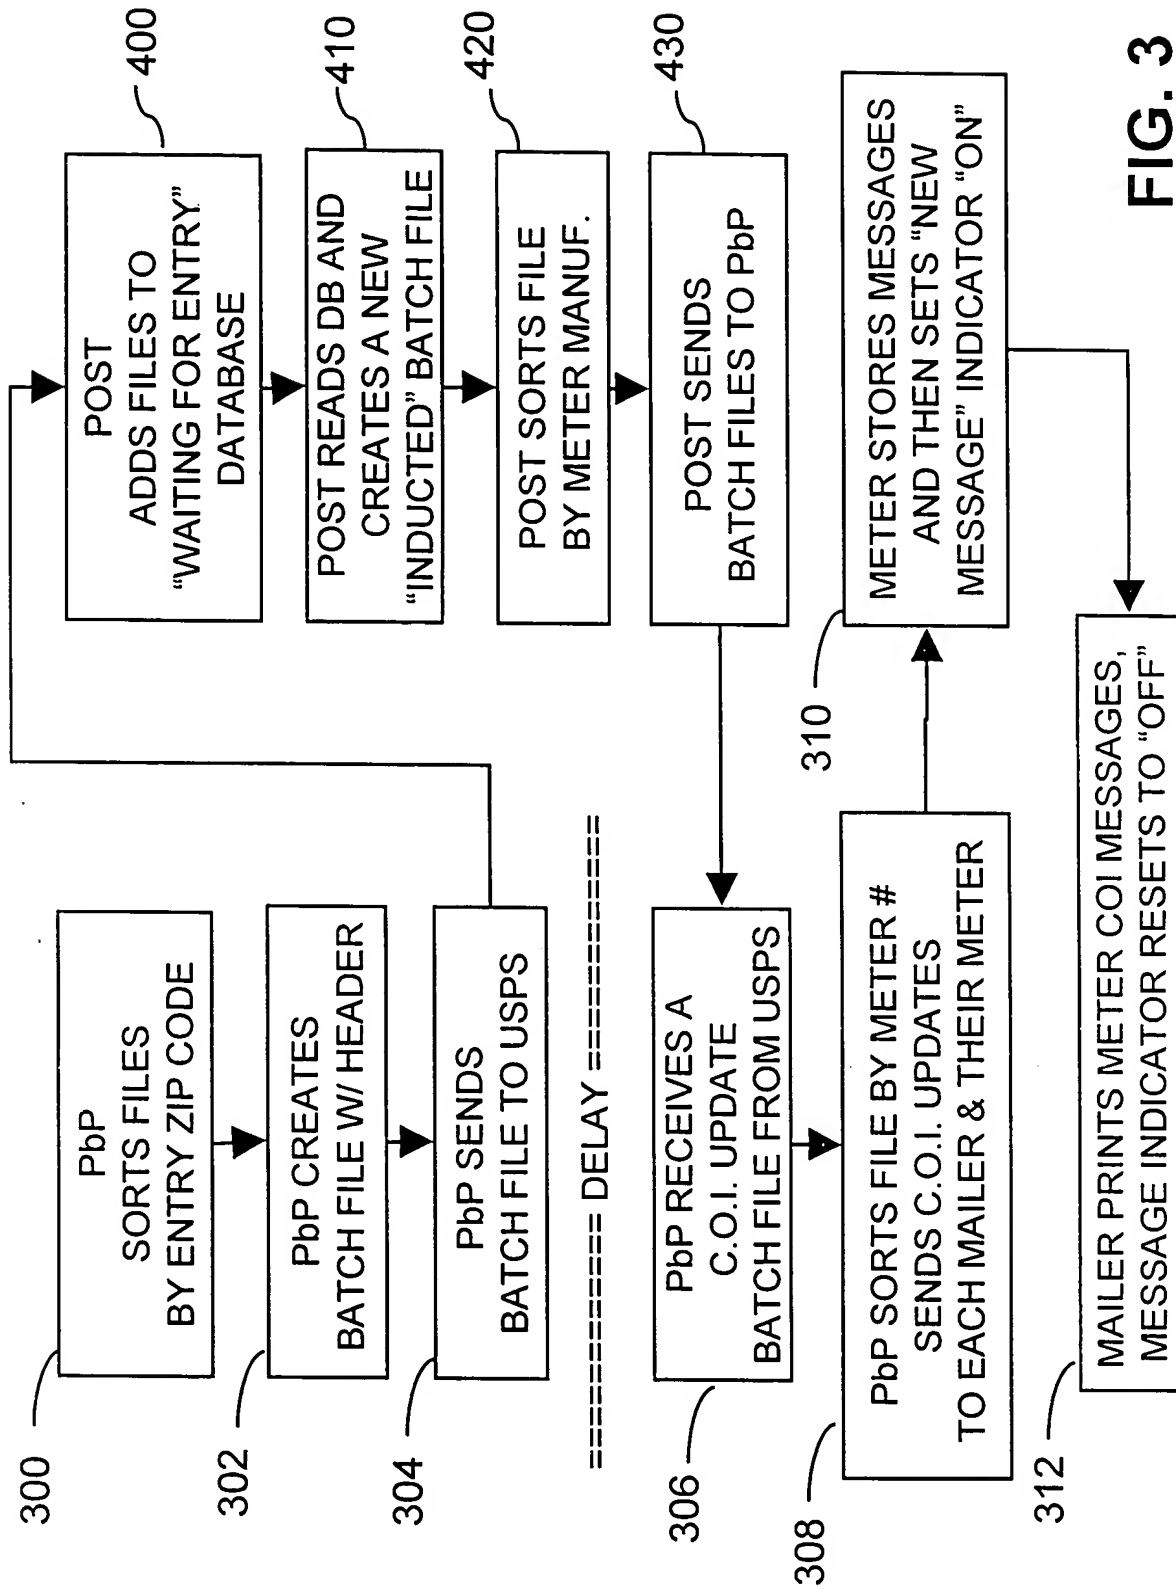 300
PbP
SORTS FILES
BY ENTRY ZIP CODE
302
PbP CREATES
BATCH FILE W/ HEADER
304
PbP SENDS
BATCH FILE TO USPS
400
POST
ADDS FILES TO
“WAITING FOR ENTRY”
DATABASE
410
POST READS DB AND
CREATES A NEW
“INDUCTED” BATCH FILE
420
POST SORTS FILE
BY METER MANUF.
430
POST SENDS
BATCH FILES TO PbP
======== DELAY ========
306
PbP RECEIVES A
C.O.I. UPDATE
BATCH FILE FROM USPS
308
PbP SORTS FILE BY METER #
SENDS C.O.I. UPDATES
TO EACH MAILER & THEIR METER
310
METER STORES MESSAGES
AND THEN SETS “NEW
MESSAGE” INDICATOR “ON”
312
MAILER PRINTS METER COI MESSAGES,
MESSAGE INDICATOR RESETS TO “OFF”
FIG. 3